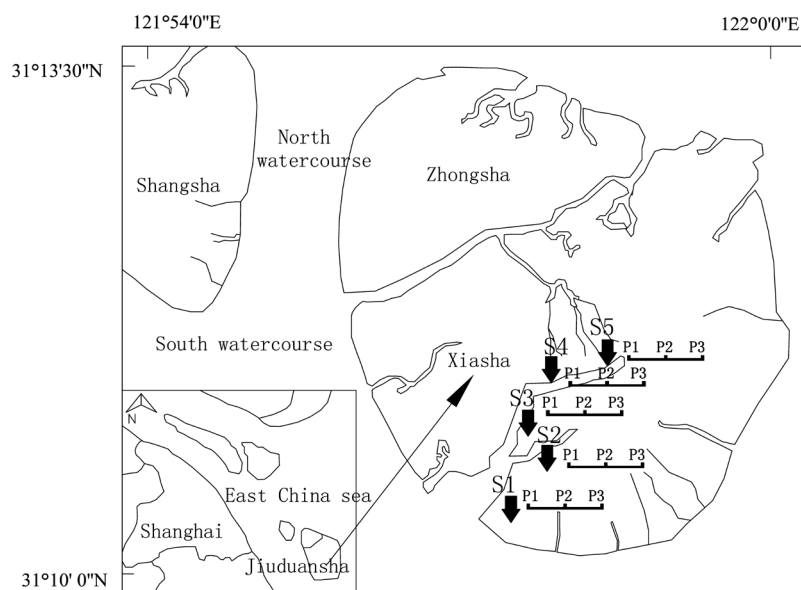 121°54'0"E
122°0'0"E
31°13'30"N
North
watercourse
Shangsha
Zhongsha
South watercourse
Xiasha
S5
P1 P2 P3
S4
P1 P2 P3
S3
P1 P2 P3
S2
P1 P2 P3
S1
P1 P2 P3
N
East China sea
Shanghai
Jiuduansha
31°10' 0"N